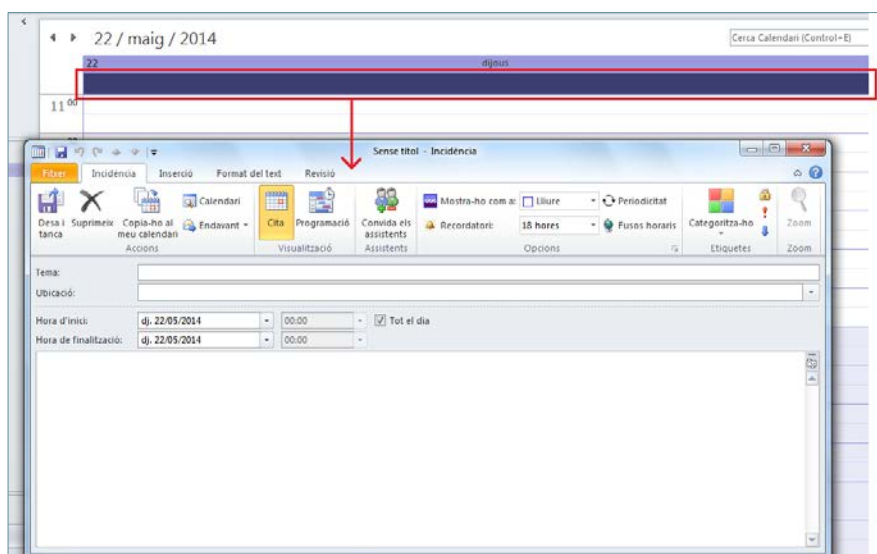 22 / maig / 2014
Cerca Calendari (Control+E)
22 dijous
11 00
Sense títol - Incidència
Fitxer Incidència Inserció Format del text Revisió
Desa i tanca
Suprimeix
Copia-ho al meu calendari
Calendari
Endavant
Accions
Cita
Programació
Visualització
Convida els assistents
Assistents
Mostra-ho com a: Lliure
Recordatori: 18 hores
Periodicitat
Fusos horaris
Opcions
Categoritza-ho
Etiquetes
Zoom
Zoom
Tema:
Ubicació:
Hora d'inici: dj. 22/05/2014 00:00 Tot el dia
Hora de finalització: dj. 22/05/2014 00:00